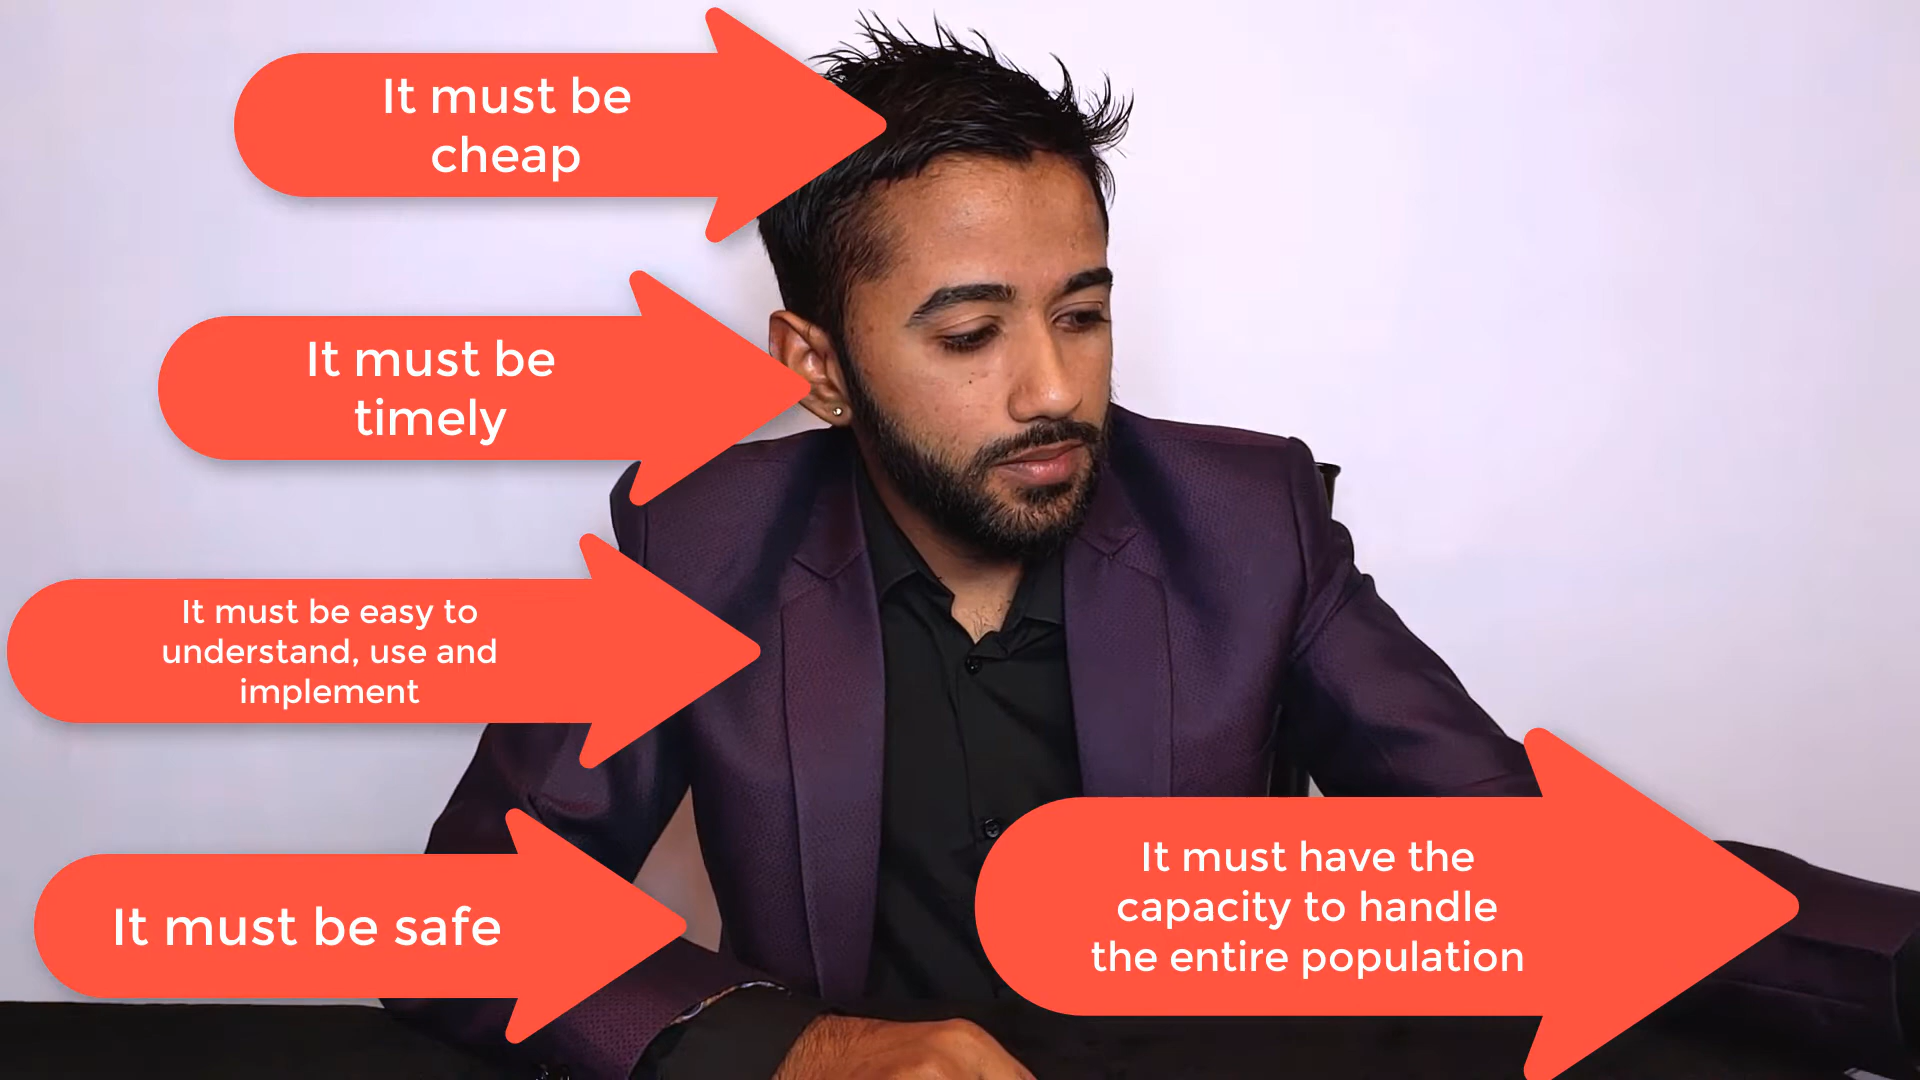 It must be
cheap
It must be
timely
It must be easy to
understand, use and
implement
It must be safe
It must have the
capacity to handle
the entire population